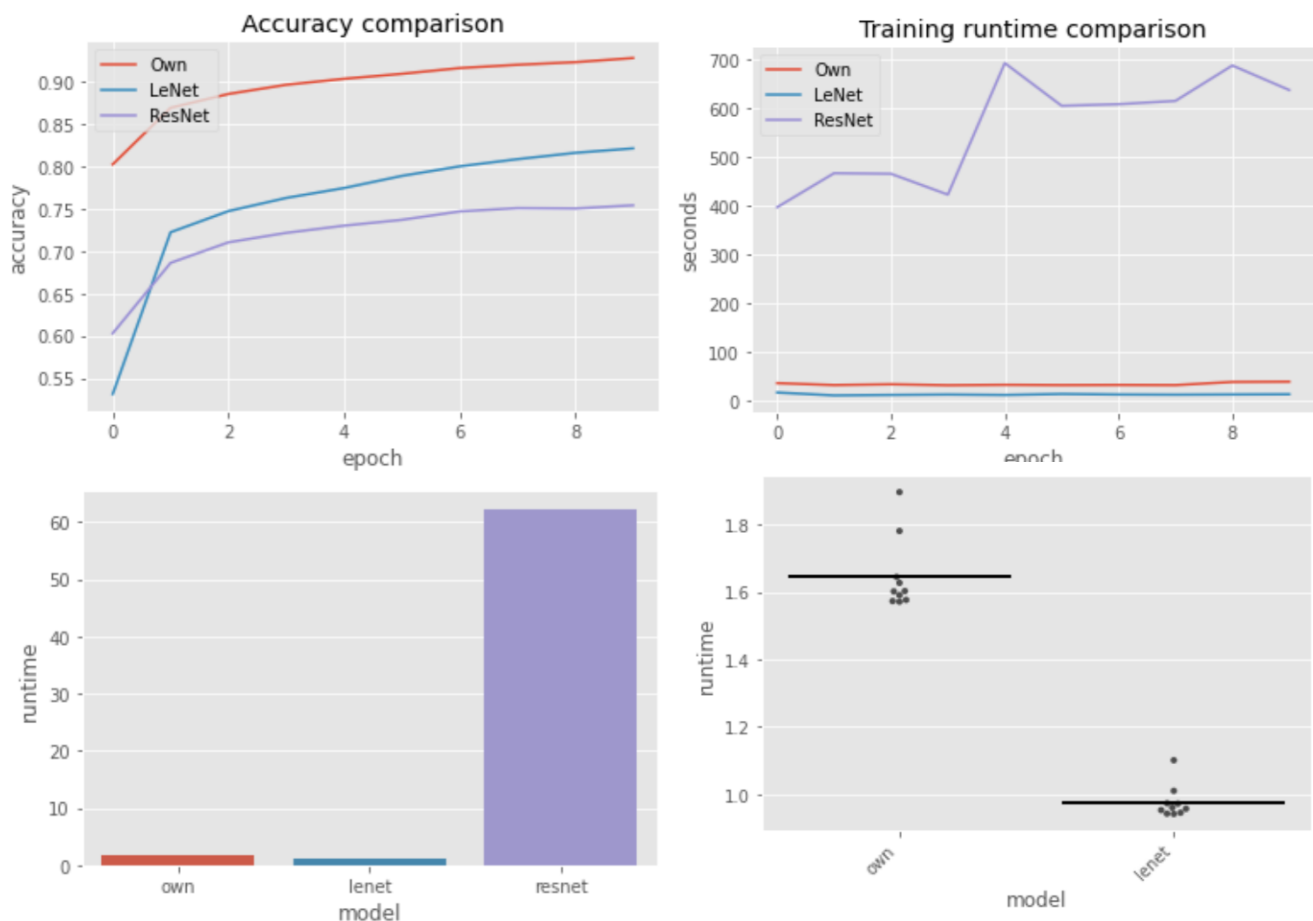 Accuracy comparison
Own
LeNet
ResNet
0.90
0.85
0.80
0.75
0.70
0.65
0.60
0.55
accuracy
0 2 4 6 8
epoch
Training runtime comparison
Own
LeNet
ResNet
700
600
500
400
300
200
100
0
seconds
0 2 4 6 8
epoch
60
50
40
30
20
10
0
runtime
own lenet resnet
model
1.8
1.6
1.4
1.2
1.0
runtime
own lenet
model